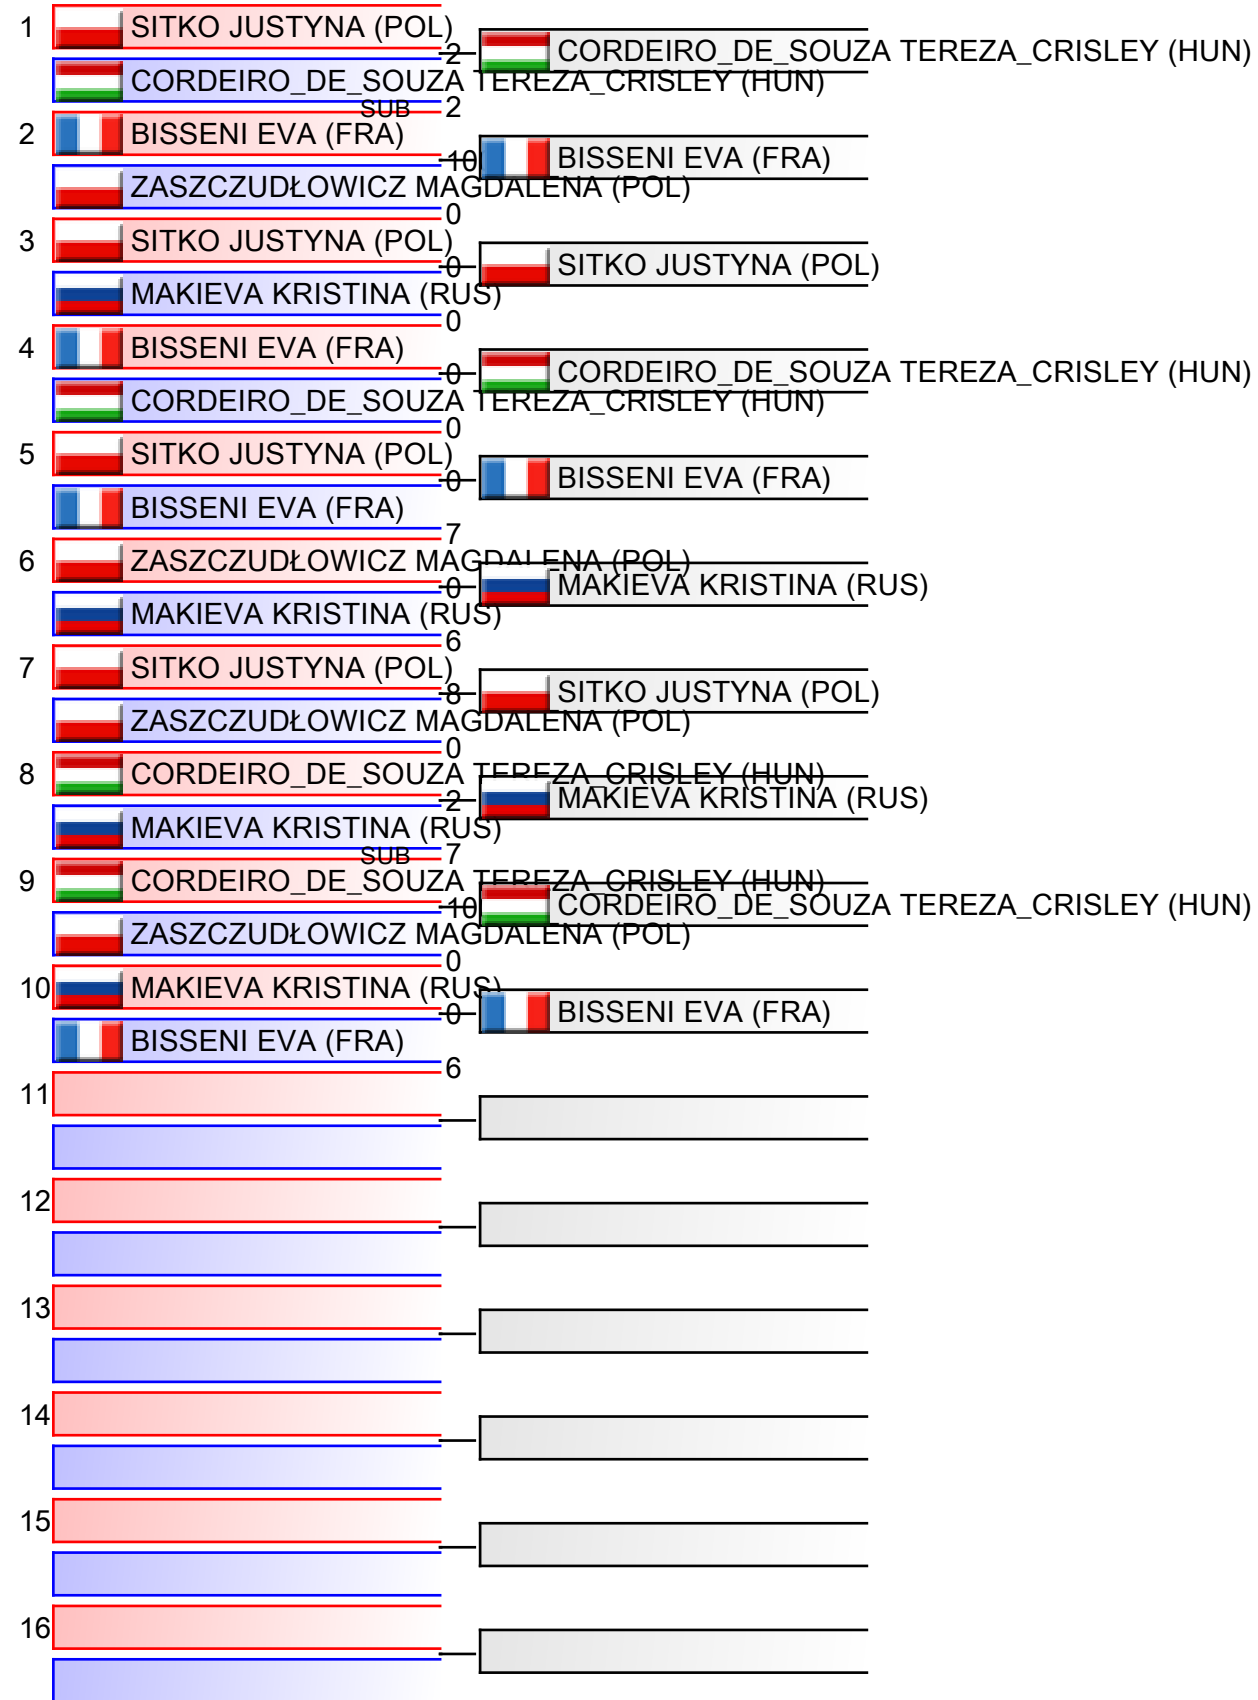 1 SITKO JUSTYNA (POL)
2
CORDEIRO_DE_SOUZA TEREZA_CRISLEY (HUN)
CORDEIRO_DE_SOUZA TEREZA_CRISLEY (HUN)
SUB 2
2 BISSENI EVA (FRA)
10
BISSENI EVA (FRA)
ZASZCZUDŁOWICZ MAGDALENA (POL)
0
3 SITKO JUSTYNA (POL)
0
SITKO JUSTYNA (POL)
MAKIEVA KRISTINA (RUS)
0
4 BISSENI EVA (FRA)
0
CORDEIRO_DE_SOUZA TEREZA_CRISLEY (HUN)
CORDEIRO_DE_SOUZA TEREZA_CRISLEY (HUN)
0
5 SITKO JUSTYNA (POL)
0
BISSENI EVA (FRA)
BISSENI EVA (FRA)
7
6 ZASZCZUDŁOWICZ MAGDALENA (POL)
0
MAKIEVA KRISTINA (RUS)
MAKIEVA KRISTINA (RUS)
6
7 SITKO JUSTYNA (POL)
8
SITKO JUSTYNA (POL)
ZASZCZUDŁOWICZ MAGDALENA (POL)
0
8 CORDEIRO_DE_SOUZA TEREZA_CRISLEY (HUN)
2
MAKIEVA KRISTINA (RUS)
MAKIEVA KRISTINA (RUS)
SUB 7
9 CORDEIRO_DE_SOUZA TEREZA_CRISLEY (HUN)
10
CORDEIRO_DE_SOUZA TEREZA_CRISLEY (HUN)
ZASZCZUDŁOWICZ MAGDALENA (POL)
0
10 MAKIEVA KRISTINA (RUS)
0
BISSENI EVA (FRA)
BISSENI EVA (FRA)
6
11
12
13
14
15
16